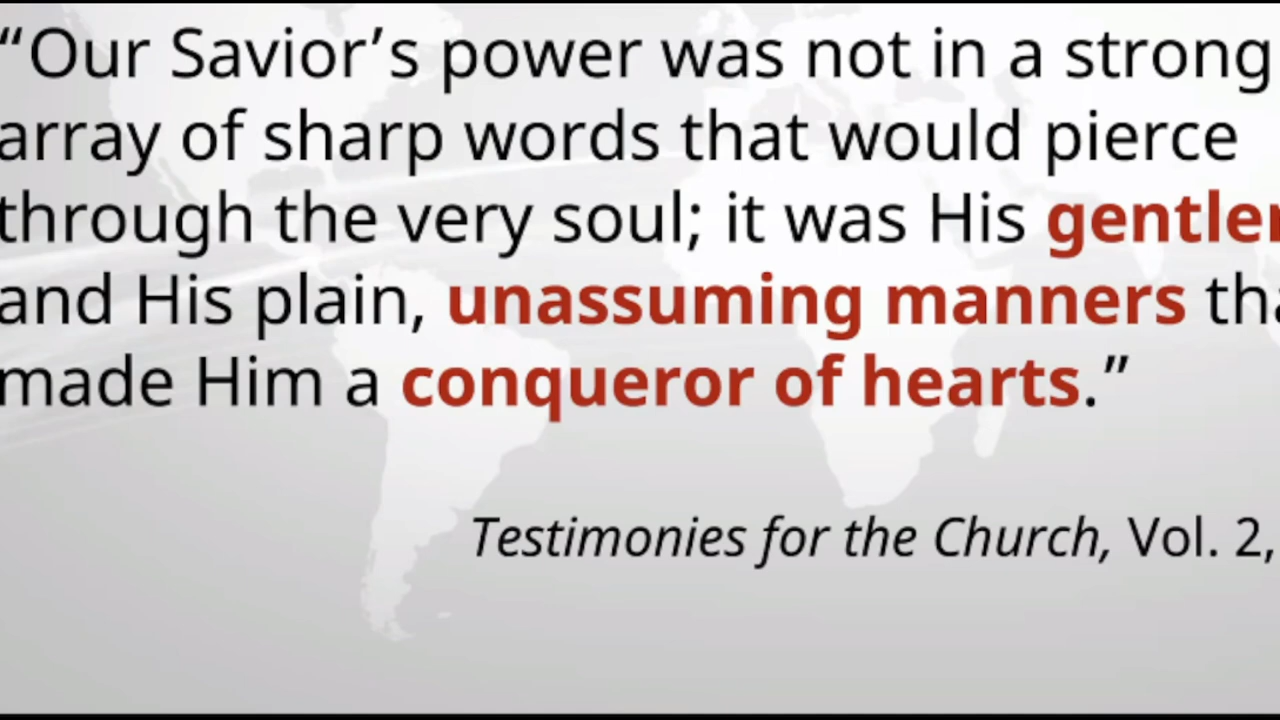 “Our Savior’s power was not in a strong
array of sharp words that would pierce
through the very soul; it was His
and His plain, unassuming manners
made Him a conqueror of hearts.”
Testimonies for the Church, Vol. 2,